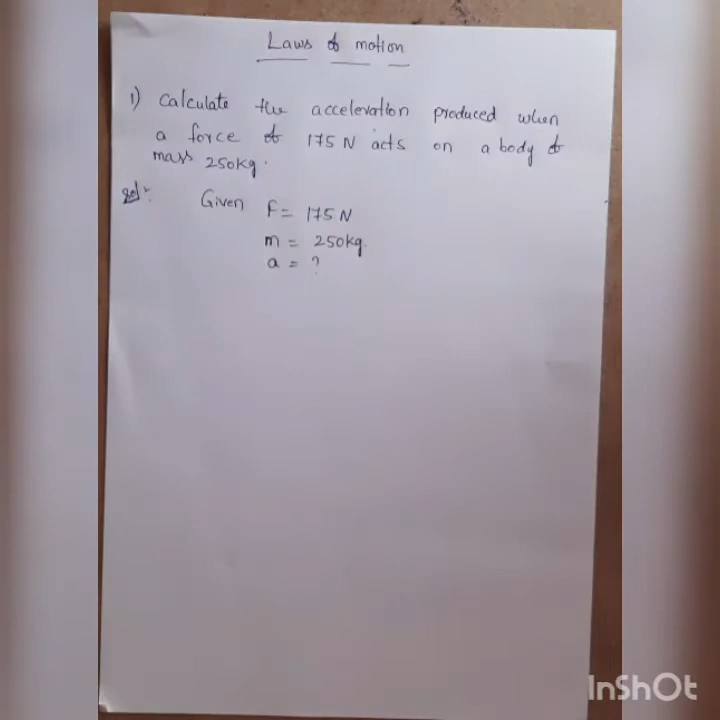 Laws of motion
1) Calculate the acceleration produced when
a force of 175 N acts on a body of
mass 250kg.
Sol:
Given F = 175 N
m = 250kg.
a = ?
InShOt